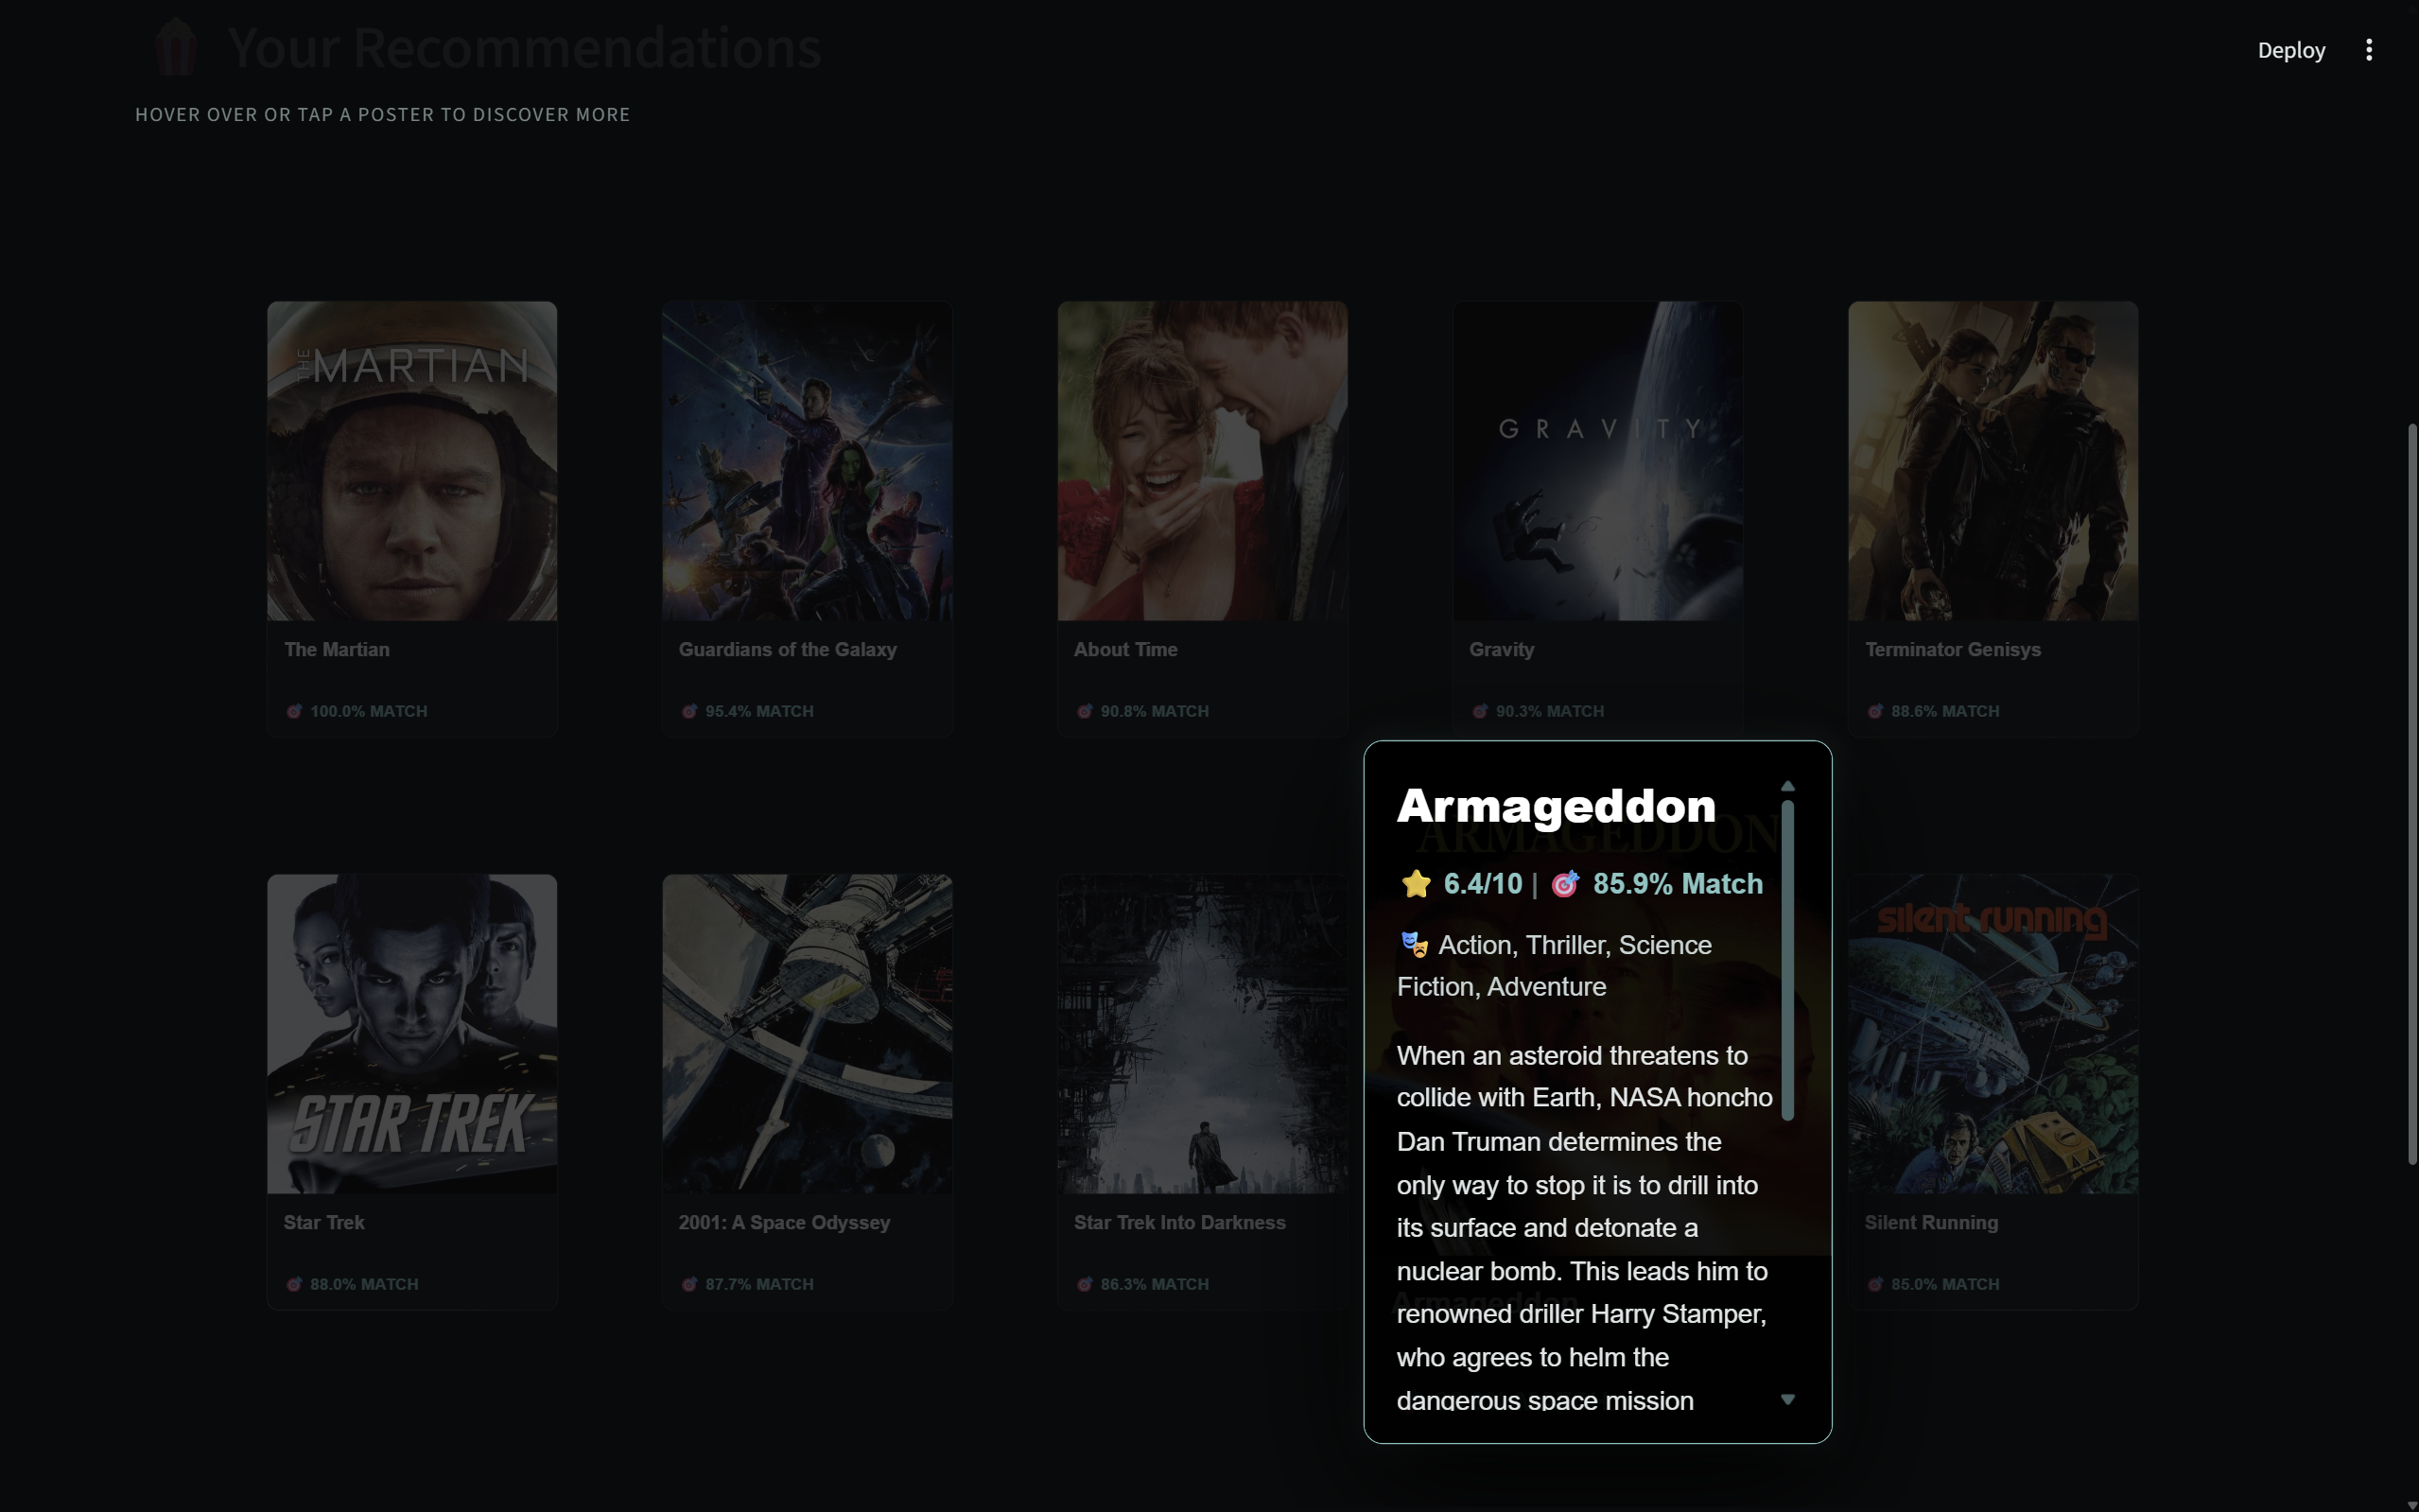 Your Recommendations
Deploy
HOVER OVER OR TAP A POSTER TO DISCOVER MORE
THE MARTIAN
GRAVITY
The Martian
Guardians of the Galaxy
About Time
Gravity
Terminator Genisys
100.0% MATCH
95.4% MATCH
90.8% MATCH
90.3% MATCH
88.6% MATCH
STAR TREK
silent running
Star Trek
2001: A Space Odyssey
Star Trek Into Darkness
Silent Running
88.0% MATCH
87.7% MATCH
86.3% MATCH
85.0% MATCH
Armageddon
ARMAGEDDON
6.4/10 | 85.9% Match
Action, Thriller, Science
Fiction, Adventure
When an asteroid threatens to
collide with Earth, NASA honcho
Dan Truman determines the
only way to stop it is to drill into
its surface and detonate a
nuclear bomb. This leads him to
Armageddon
renowned driller Harry Stamper,
who agrees to helm the
dangerous space mission